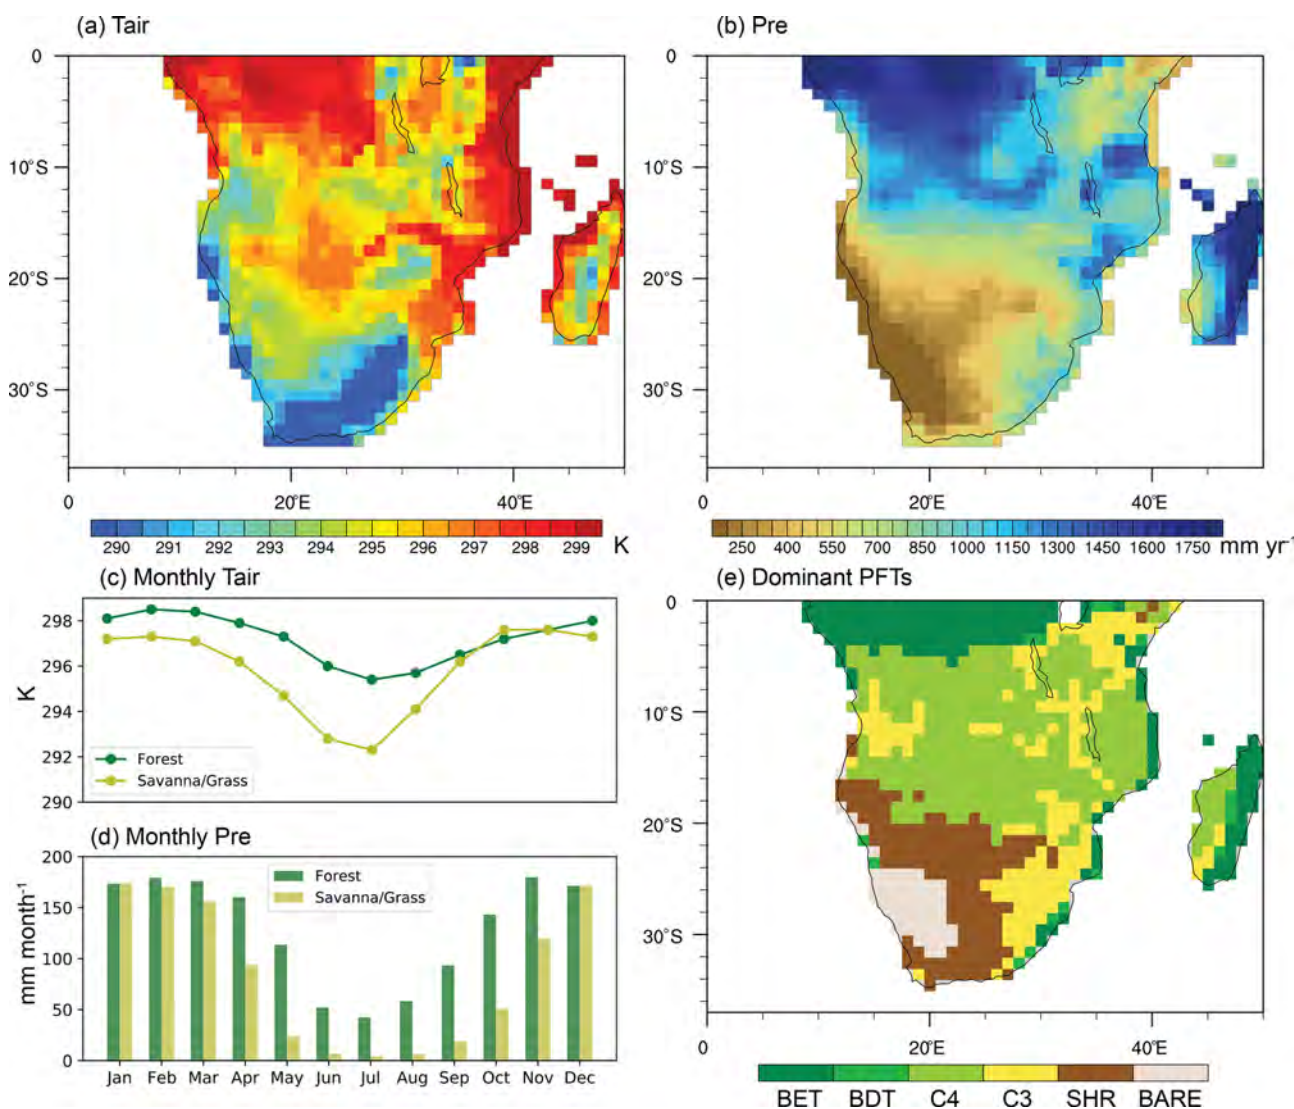 (a) Tair
(b) Pre
0
10°S
20°S
30°S
0
20°E
40°E
0
10°S
20°S
30°S
0
20°E
40°E
290 291 292 293 294 295 296 297 298 299 K
250 400 550 700 850 1000 1150 1300 1450 1600 1750 mm yr⁻¹
(c) Monthly Tair
298
296
294
292
290
K
Forest
Savanna/Grass
(d) Monthly Pre
200
150
100
50
0
mm month⁻¹
Forest
Savanna/Grass
Jan Feb Mar Apr May Jun Jul Aug Sep Oct Nov Dec
(e) Dominant PFTs
0
10°S
20°S
30°S
0
20°E
40°E
BET BDT C4 C3 SHR BARE